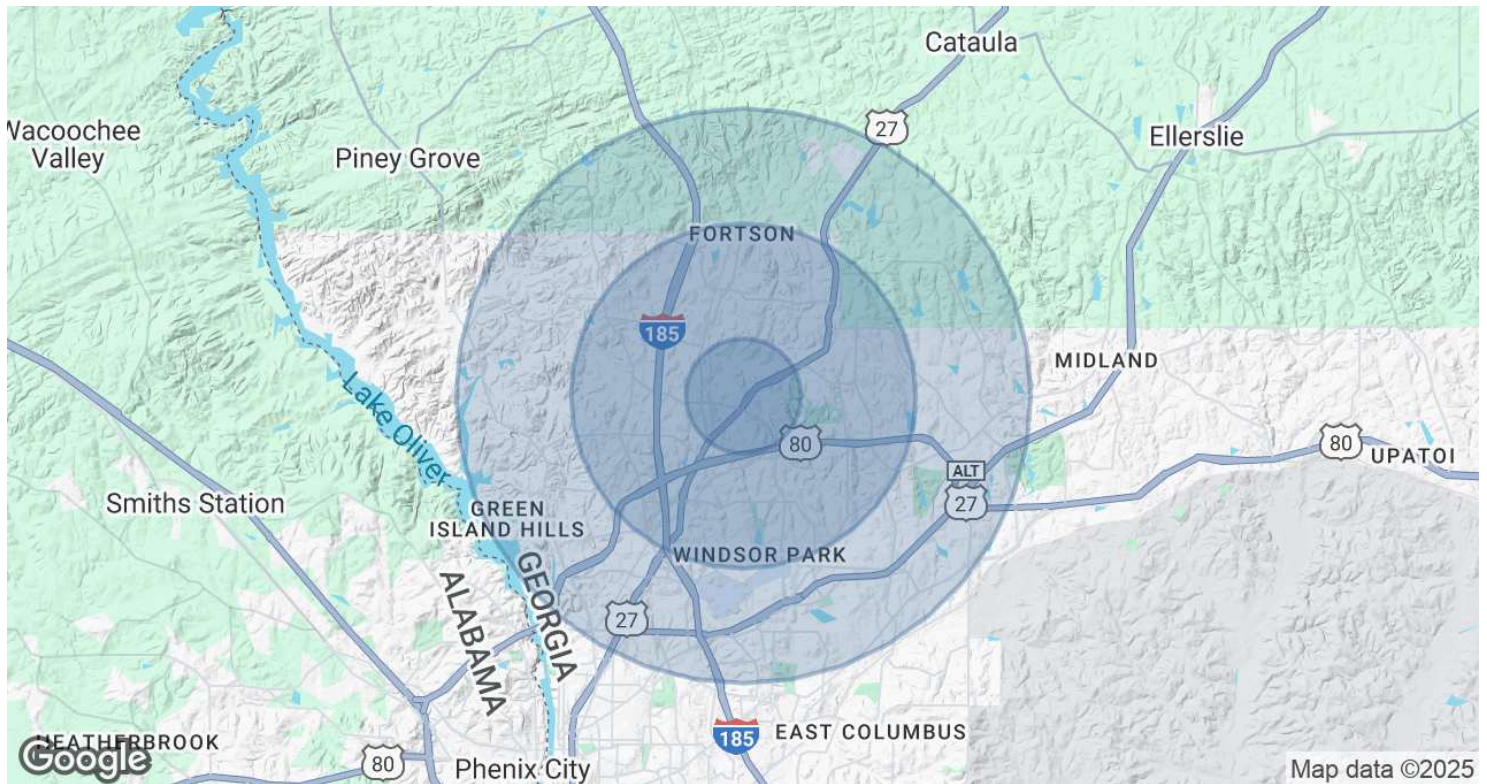 Cataula
27
Wacoochee
Valley
Piney Grove
Ellerslie
FORTSON
185
MIDLAND
Lake Oliver
80
80
UPATOI
ALT
27
Smiths Station
GREEN
ISLAND HILLS
WINDSOR PARK
GEORGIA
ALABAMA
27
185
EAST COLUMBUS
HEATHERBROOK
80
Phenix City
Google
Map data ©2025